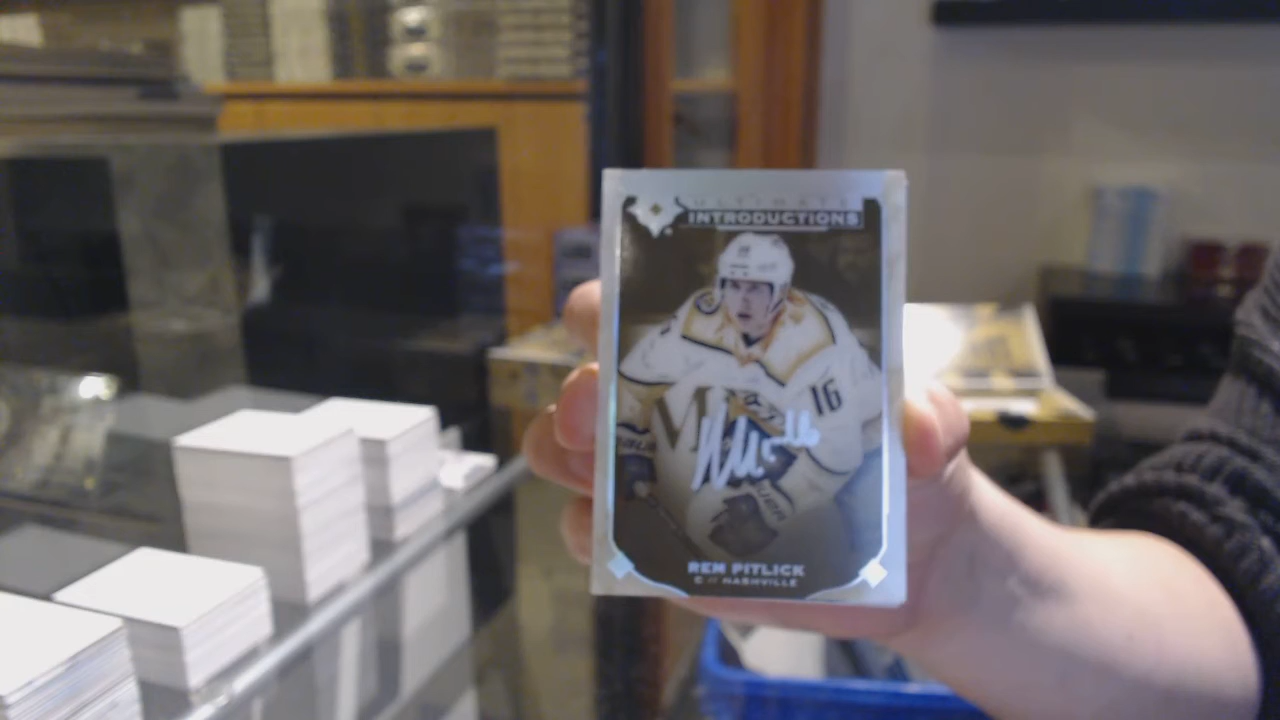 ULTIMATE
INTRODUCTIONS
16
REM PITLICK
C // NASHVILLE